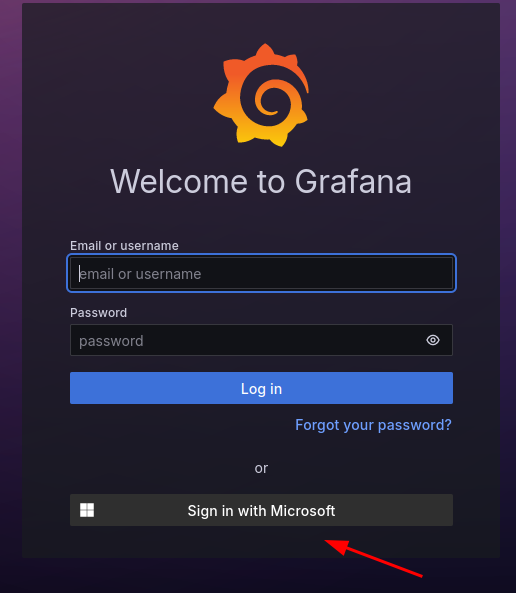 Welcome to Grafana
Email or username
email or username
Password
password
Log in
Forgot your password?
or
Sign in with Microsoft